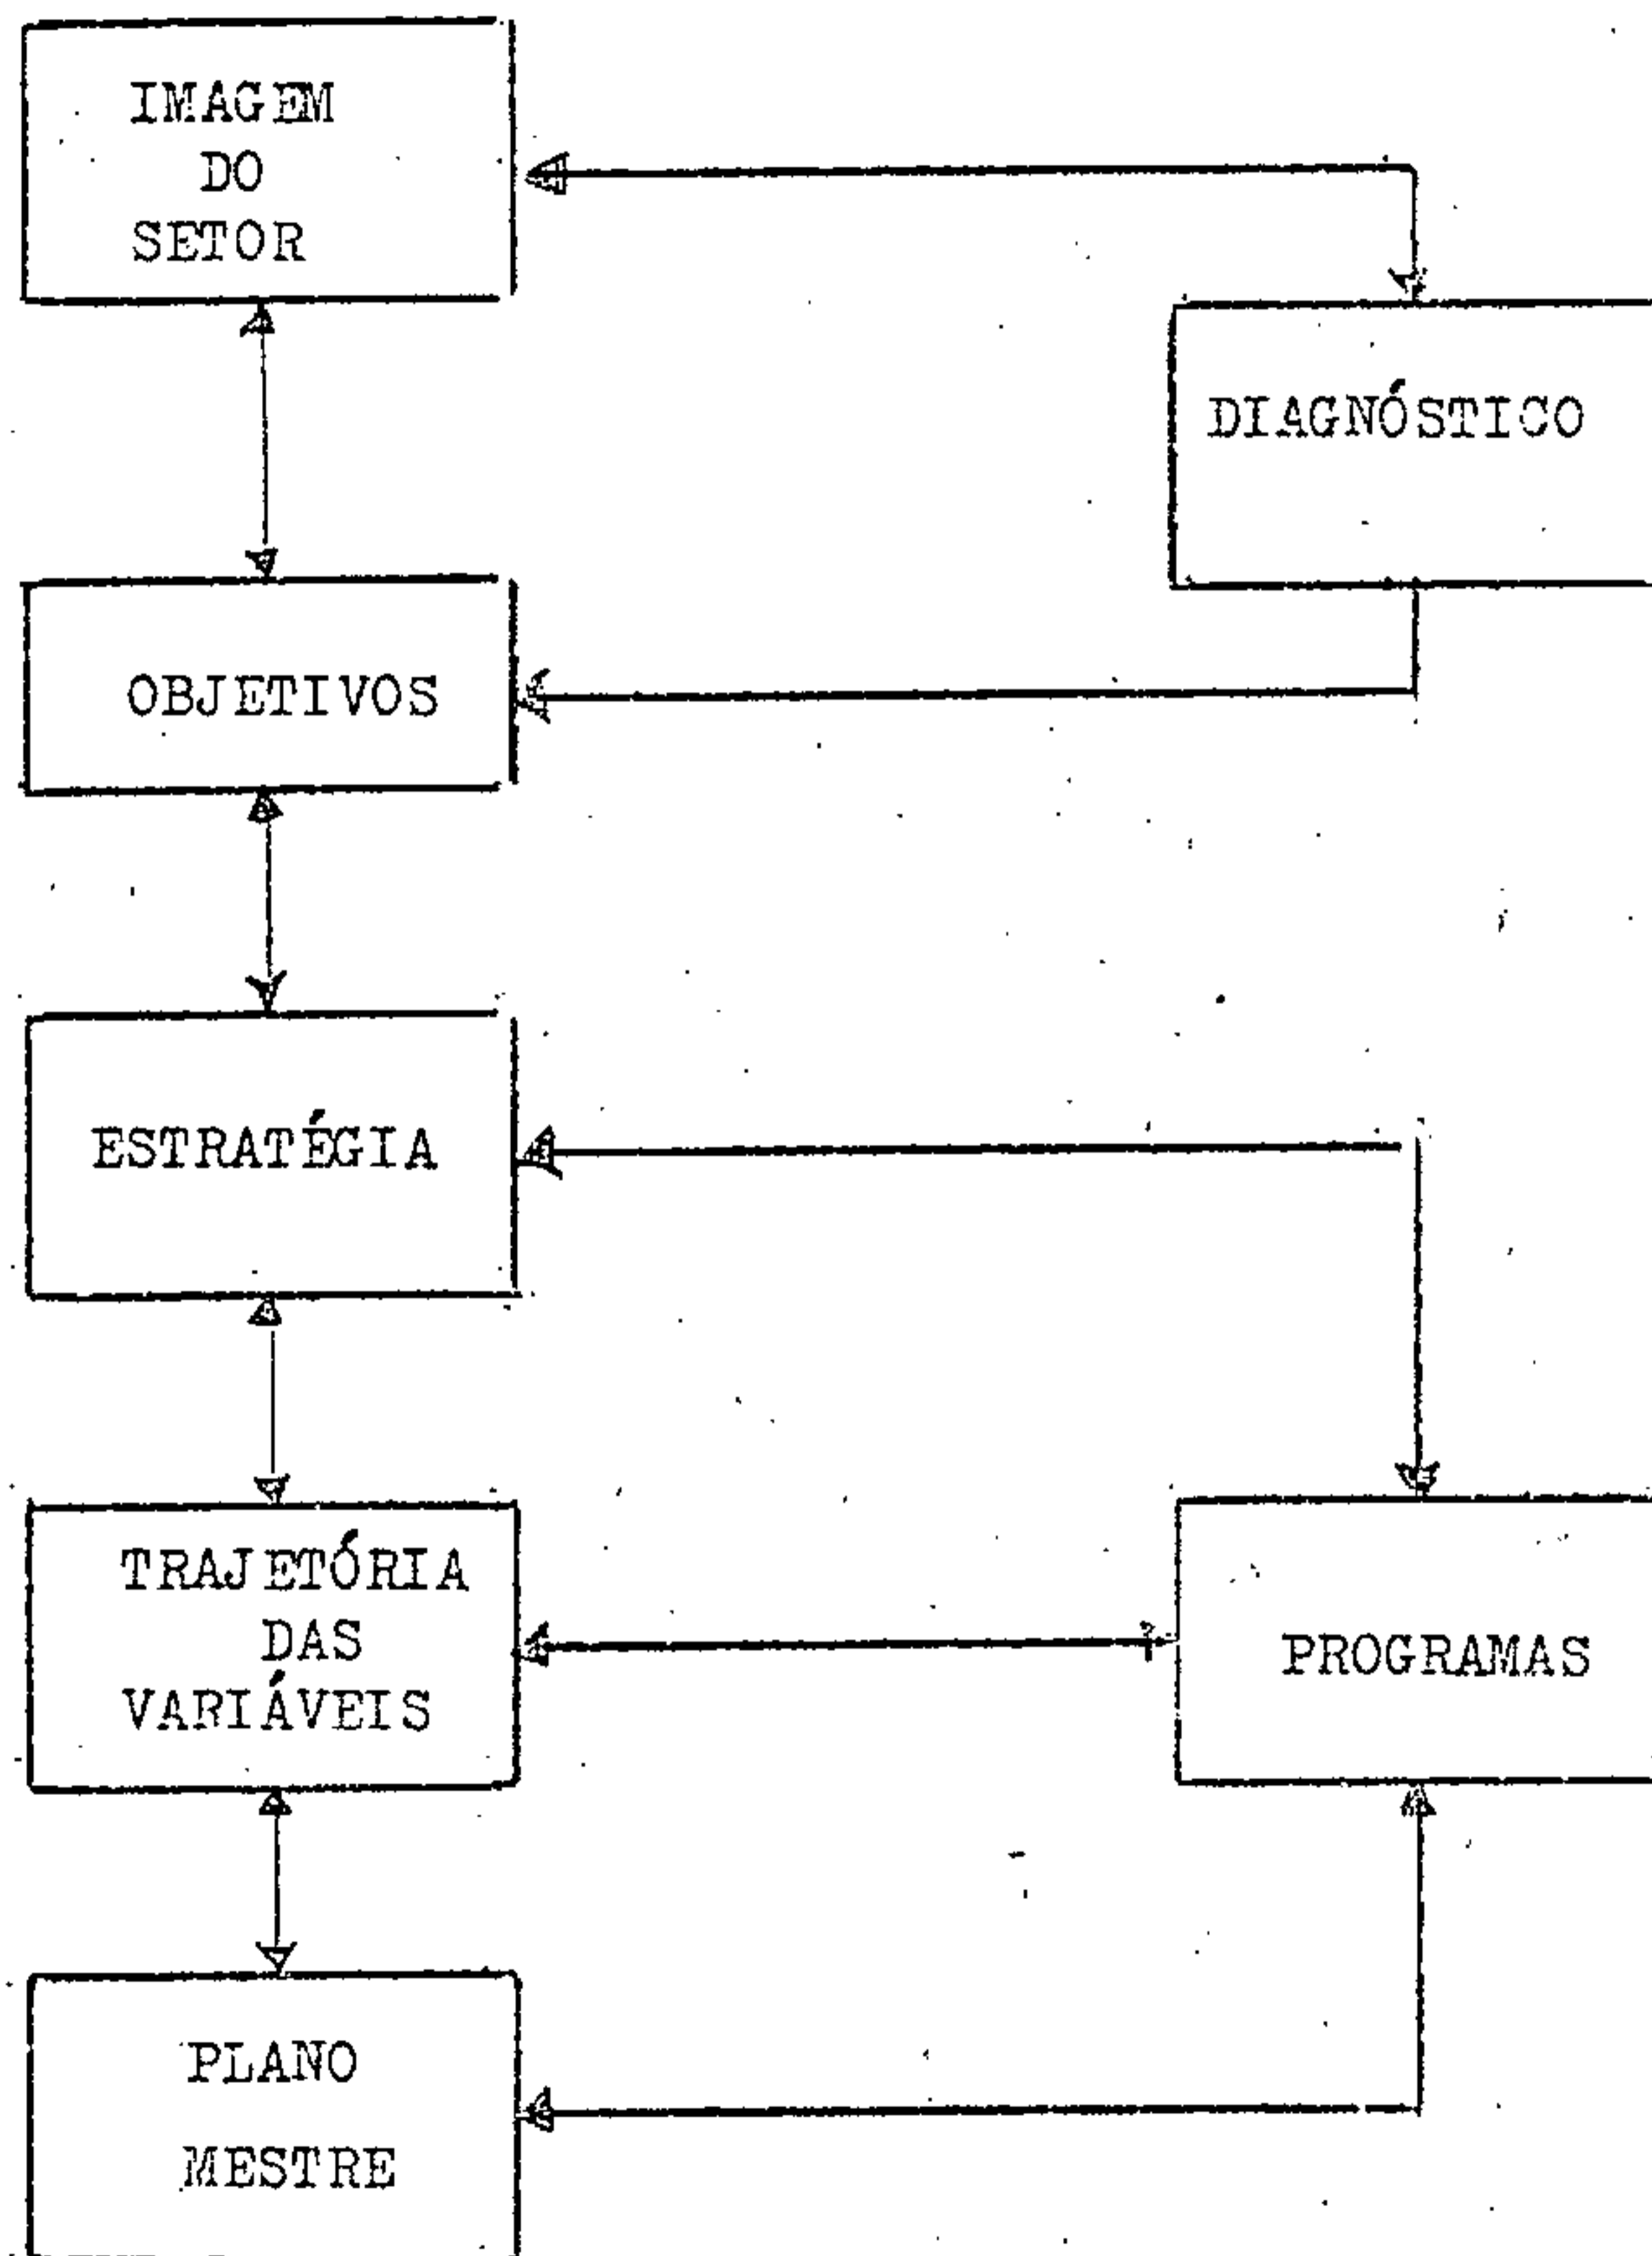 IMAGEM
DO
SETOR
DIAGNÓSTICO
OBJETIVOS
ESTRATÉGIA
TRAJETÓRIA
DAS
VARIÁVEIS
PROGRAMAS
PLANO
MESTRE